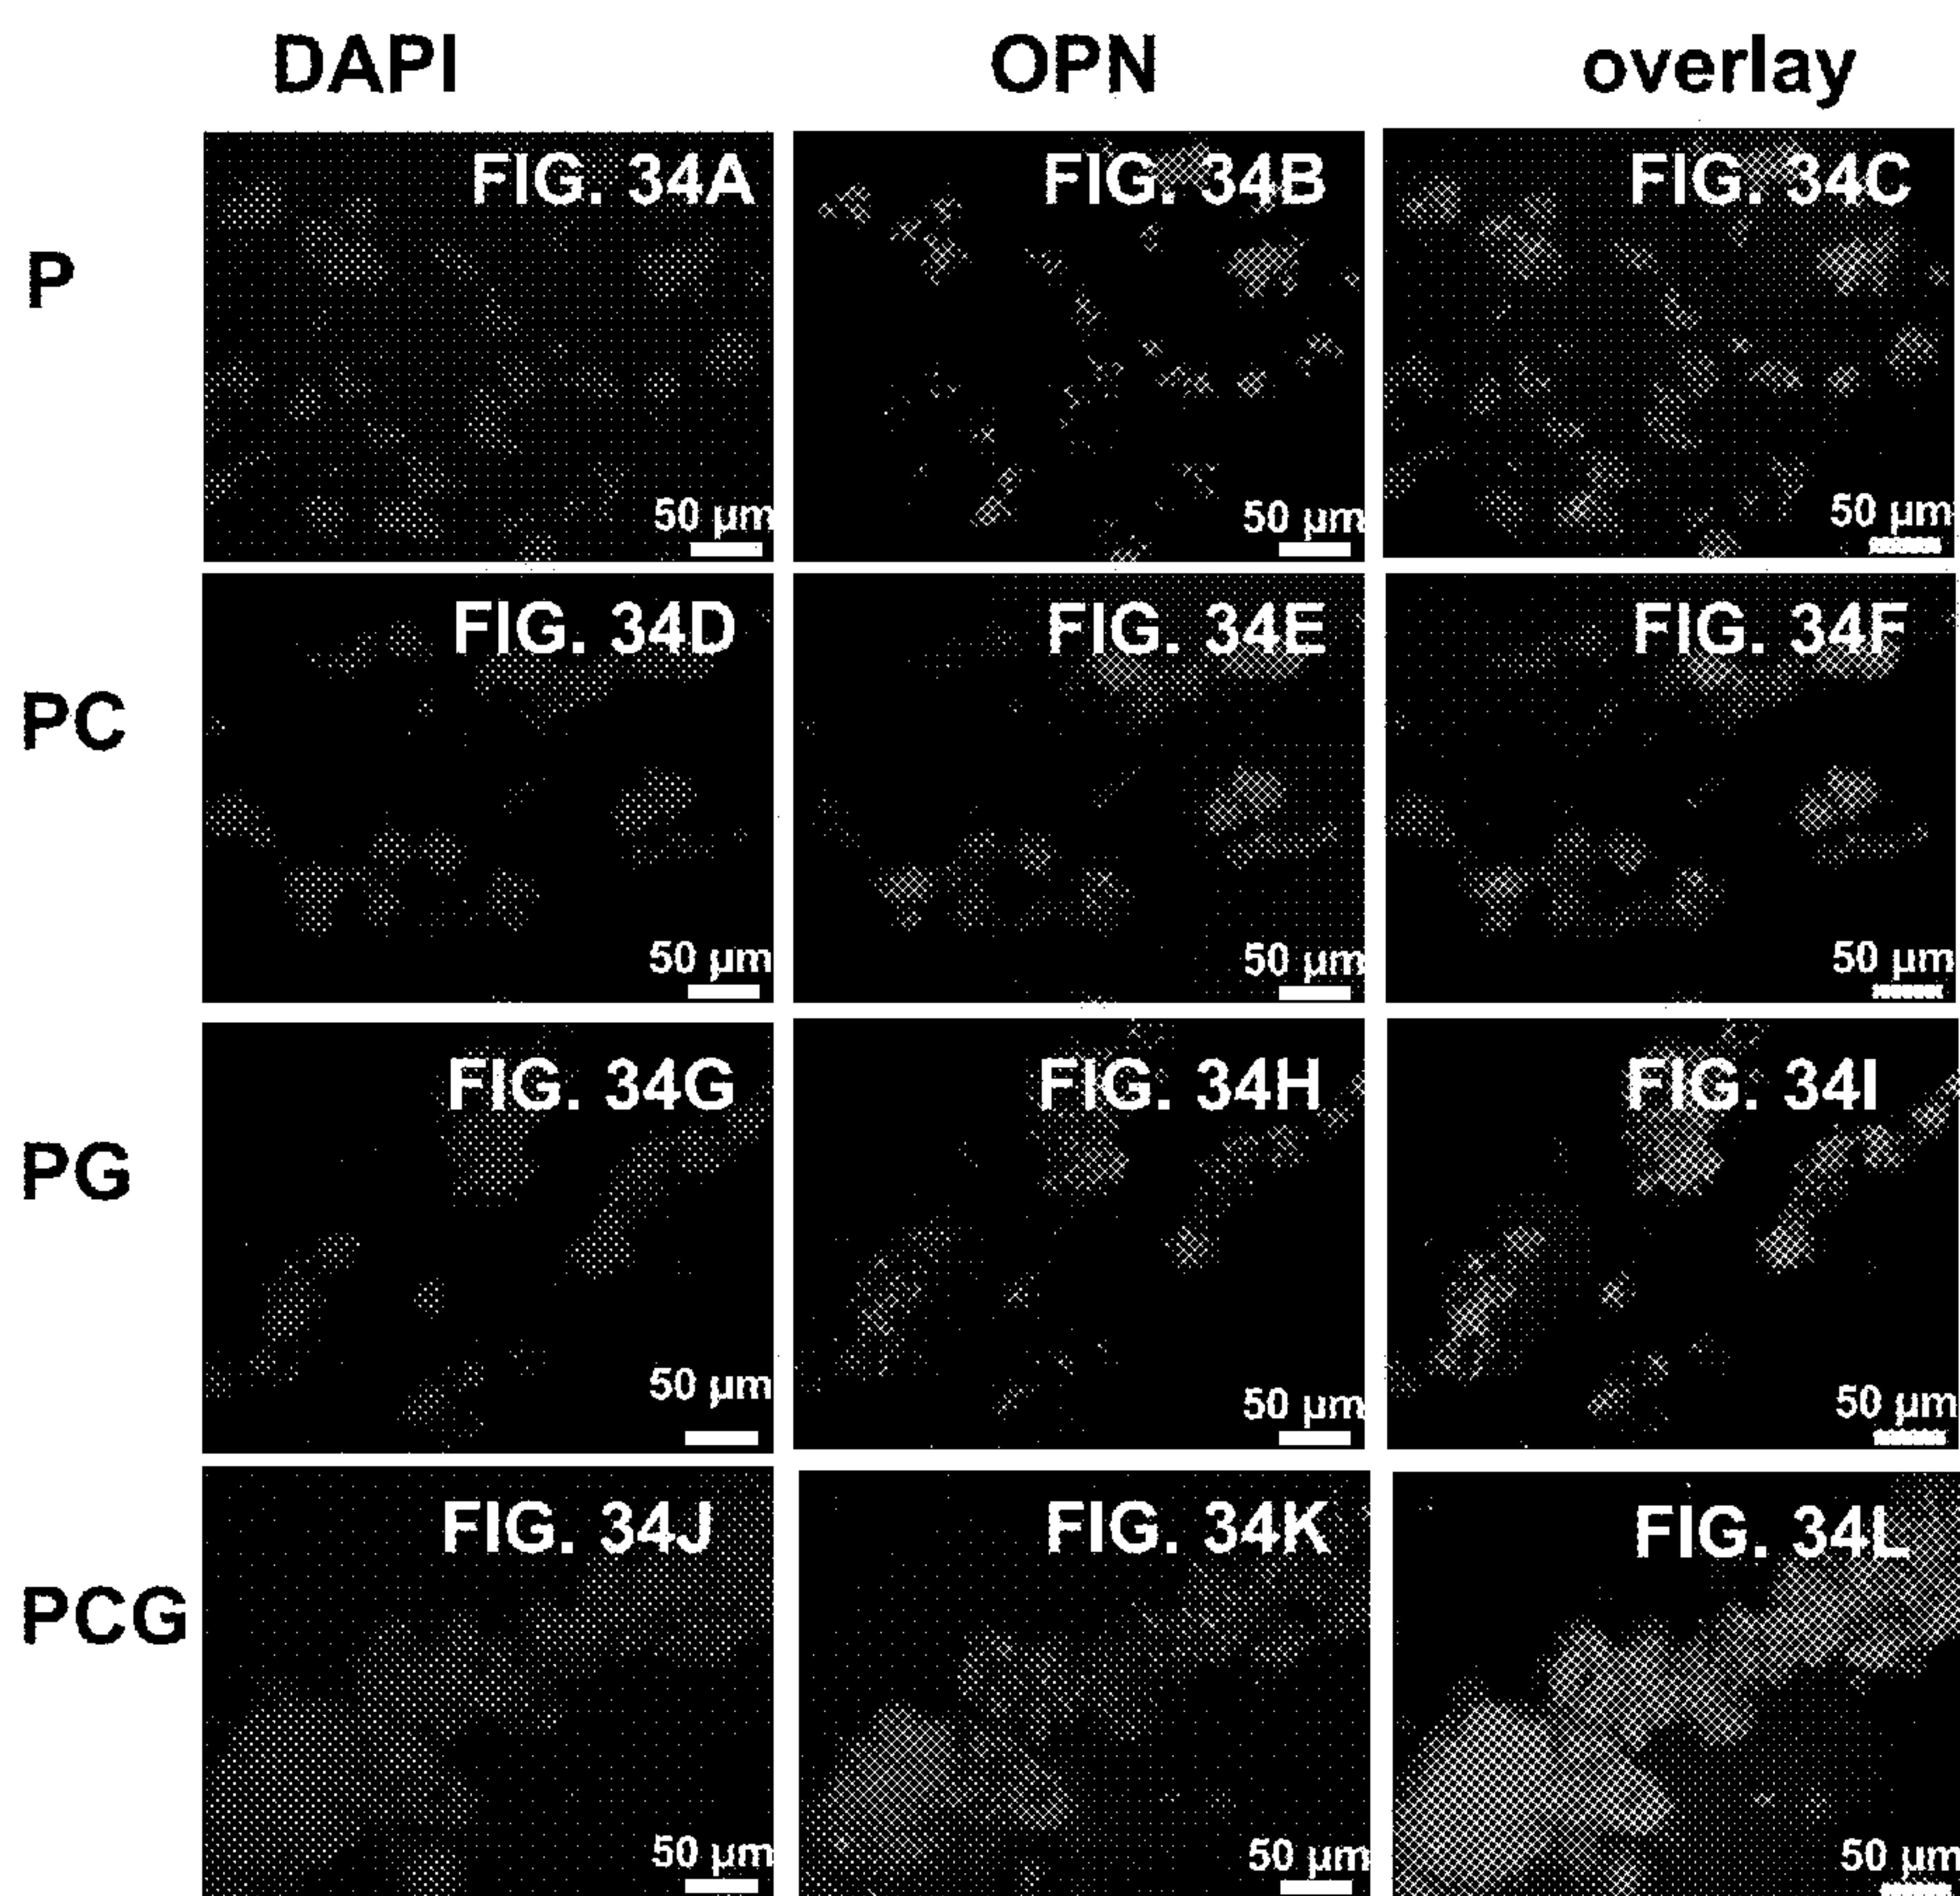 DAPI OPN overlay
P
FIG. 34A FIG. 34B FIG. 34C
50 µm 50 µm 50 µm
PC
FIG. 34D FIG. 34E FIG. 34F
50 µm 50 µm 50 µm
PG
FIG. 34G FIG. 34H FIG. 34I
50 µm 50 µm 50 µm
PCG
FIG. 34J FIG. 34K FIG. 34L
50 µm 50 µm 50 µm